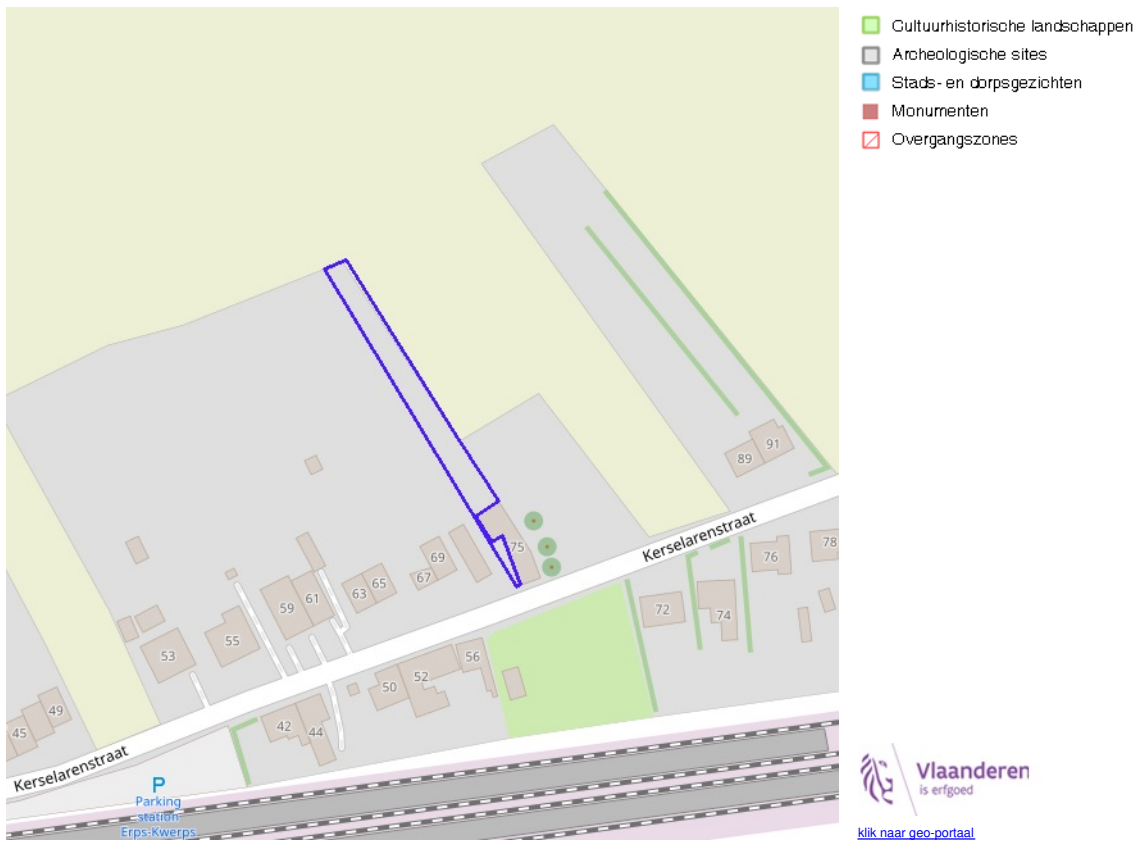 Cultuurhistorische landschappen
Archeologische sites
Stads- en dorpsgezichten
Monumenten
Overgangszones
91
89
Kerselarenstraat
75
78
76
69
67
65
63
61
59
72
74
55
53
56
52
50
49
45
42
44
Kerselarenstraat
P
Parking
station
Erps-Kwerps
Vlaanderen
is erfgoed
klik naar geo-portaal